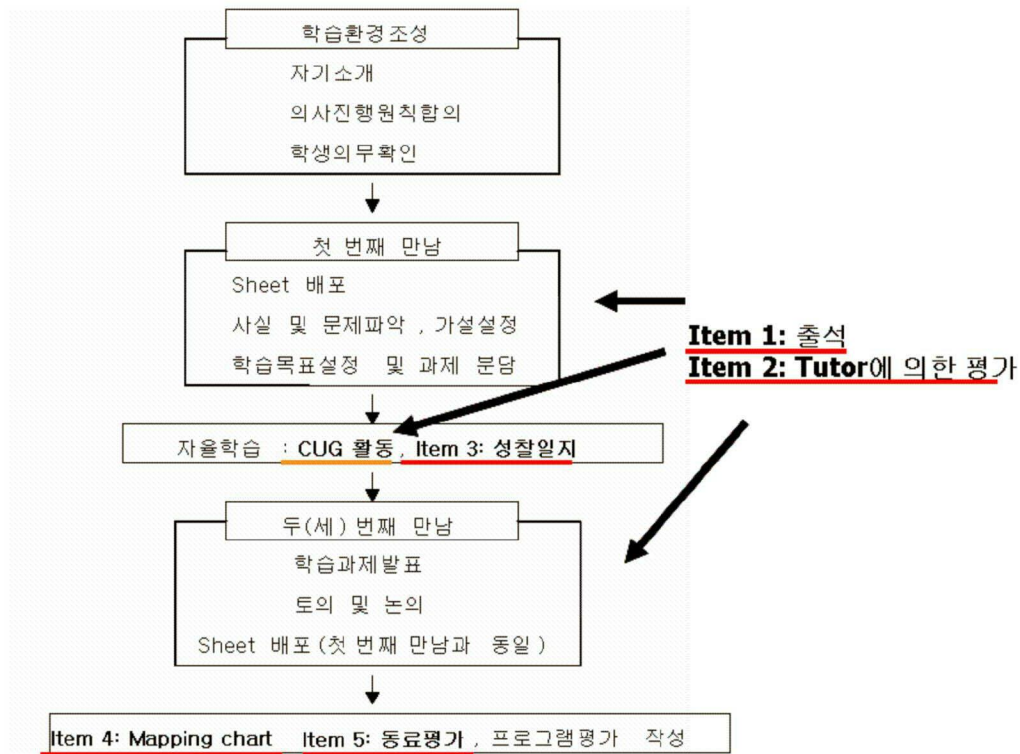 학습환경조성
자기소개
의사진행원칙합의
학생의무확인
첫 번째 만남
Sheet 배포
사실 및 문제파악 , 가설설정
학습목표설정 및 과제 분담
Item 1: 출석
Item 2: Tutor에 의한 평가
자율학습 : CUG 활동, Item 3: 성찰일지
두(세) 번째 만남
학습과제발표
토의 및 논의
Sheet 배포(첫 번째 만남과 동일)
Item 4: Mapping chart Item 5: 동료평가, 프로그램평가 작성